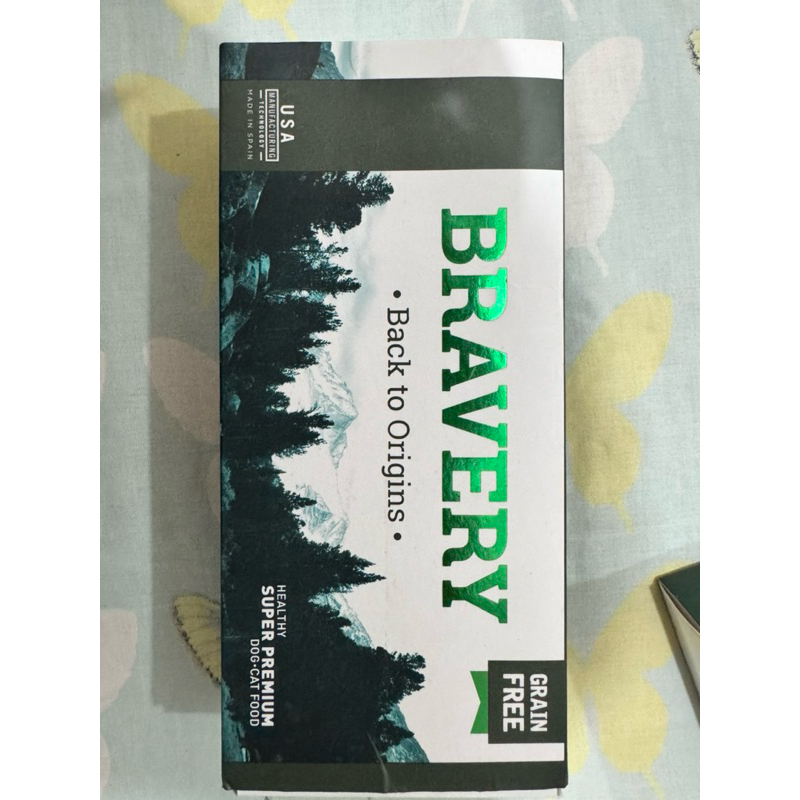 BRAVERY
• Back to Origins •
GRAIN
FREE
USA
MANUFACTURING
TECHNOLOGY
MADE IN SPAIN
HEALTHY
SUPER PREMIUM
DOG·CAT FOOD